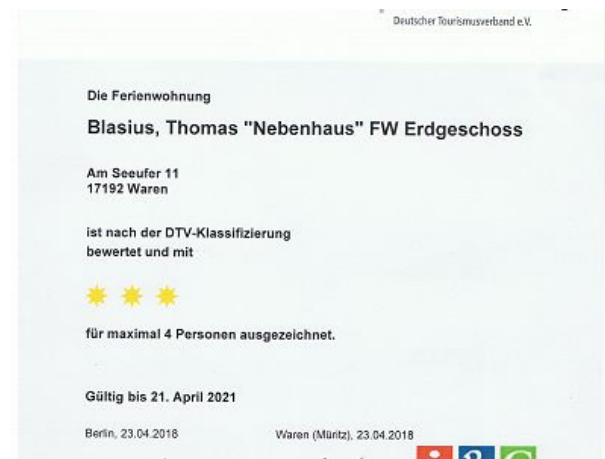 Deutscher Tourismusverband e.V.
Die Ferienwohnung
Blasius, Thomas "Nebenhaus" FW Erdgeschoss
Am Seeufer 11
17192 Waren
ist nach der DTV-Klassifizierung
bewertet und mit
für maximal 4 Personen ausgezeichnet.
Gültig bis 21. April 2021
Berlin, 23.04.2018 Waren (Müritz), 23.04.2018